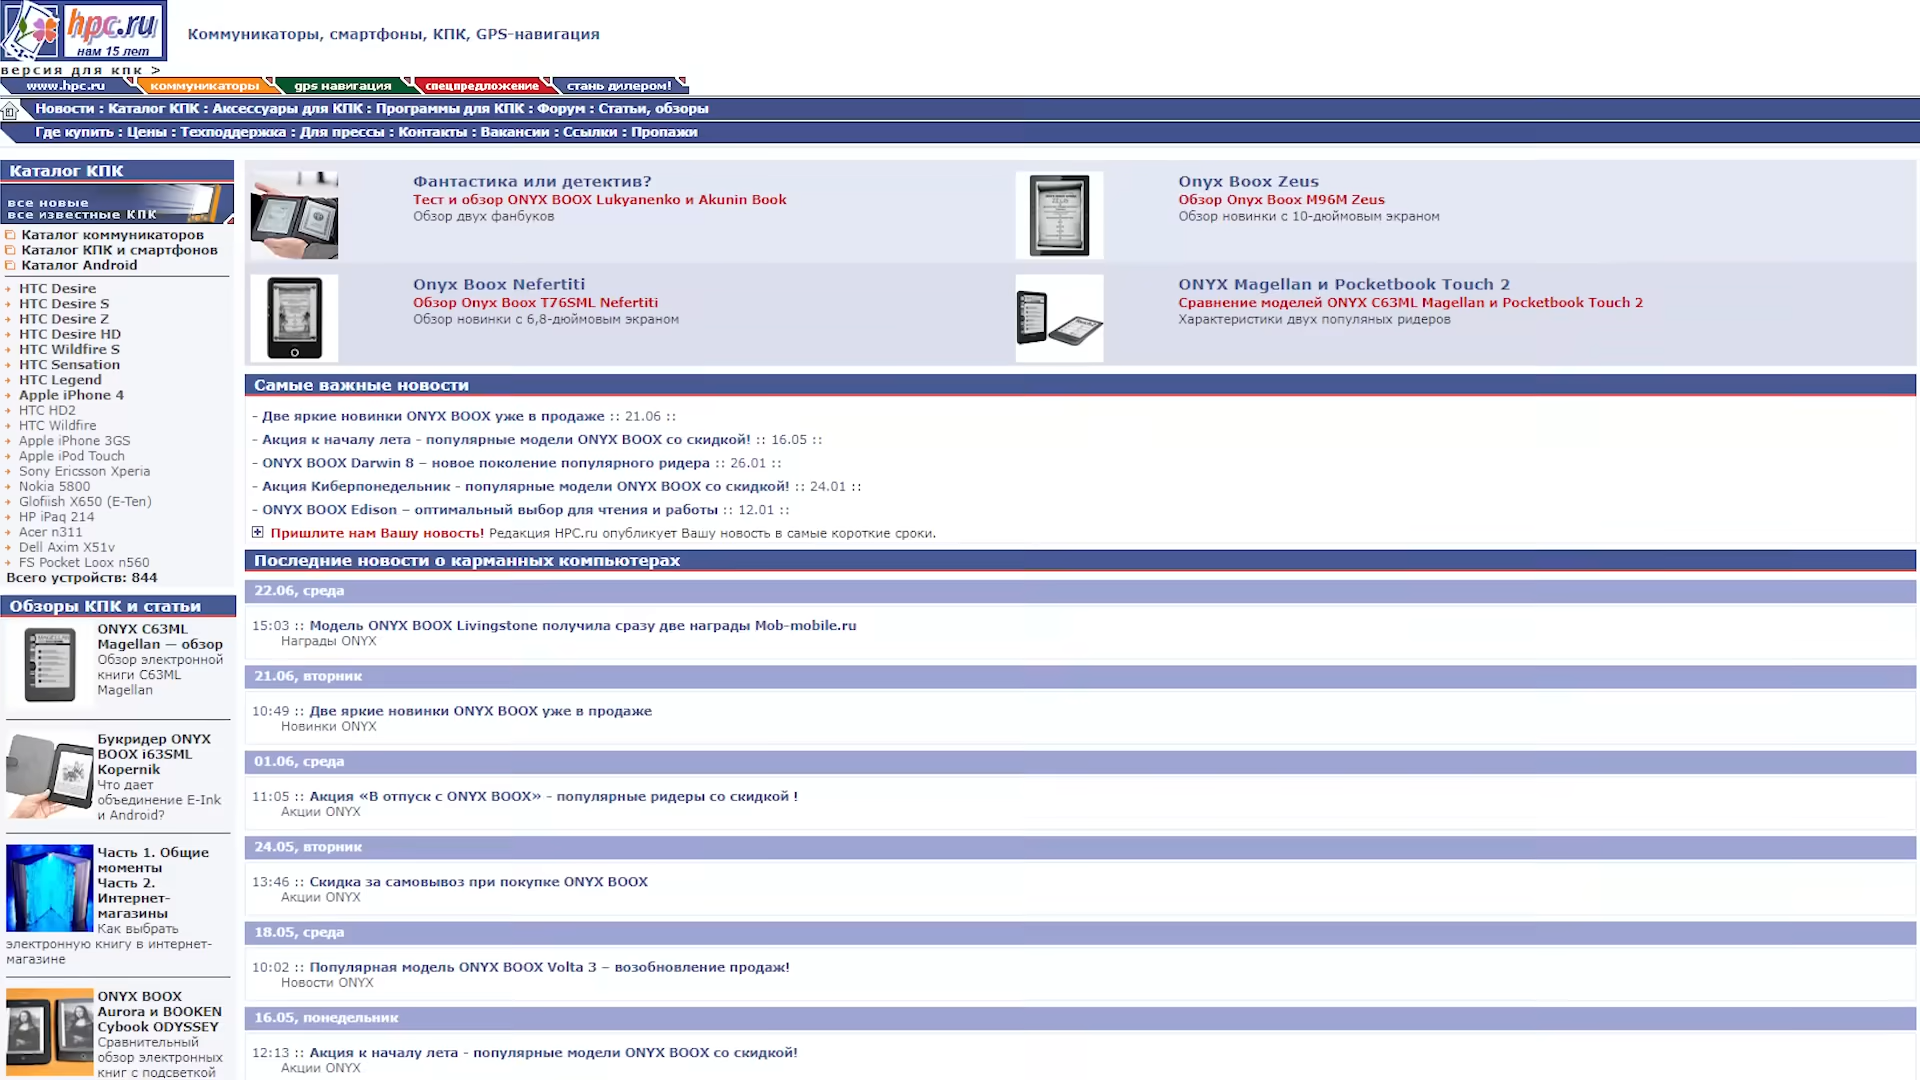 hpc.ru
нам 15 лет
Коммуникаторы, смартфоны, КПК, GPS-навигация
версия для кпк >
www.hpc.ru коммуникаторы gps навигация спецпредложение стань дилером!
Новости : Каталог КПК : Аксессуары для КПК : Программы для КПК : Форум : Статьи, обзоры
Где купить : Цены : Техподдержка : Для прессы : Контакты : Вакансии : Ссылки : Пропажи
Каталог КПК
все новые
все известные КПК
Каталог коммуникаторов
Каталог КПК и смартфонов
Каталог Android
HTC Desire
HTC Desire S
HTC Desire Z
HTC Desire HD
HTC Wildfire S
HTC Sensation
HTC Legend
Apple iPhone 4
HTC HD2
HTC Wildfire
Apple iPhone 3GS
Apple iPod Touch
Sony Ericsson Xperia
Nokia 5800
Glofiish X650 (E-Ten)
HP iPaq 214
Acer n311
Dell Axim X51v
FS Pocket Loox n560
Всего устройств: 844
Обзоры КПК и статьи
ONYX C63ML
Magellan — обзор
Обзор электронной
книги C63ML
Magellan
Букридер ONYX
BOOX i63SML
Kopernik
Что дает
объединение E-Ink
и Android?
Часть 1. Общие
моменты
Часть 2.
Интернет-
магазины
Как выбрать
электронную книгу в интернет-
магазине
ONYX BOOX
Aurora и BOOKEN
Cybook ODYSSEY
Сравнительный
обзор электронных
книг с подсветкой
Фантастика или детектив?
Тест и обзор ONYX BOOX Lukyanenko и Akunin Book
Обзор двух фанбуков
Onyx Boox Zeus
Обзор Onyx Boox M96M Zeus
Обзор новинки с 10-дюймовым экраном
Onyx Boox Nefertiti
Обзор Onyx Boox T76SML Nefertiti
Обзор новинки с 6,8-дюймовым экраном
ONYX Magellan и Pocketbook Touch 2
Сравнение моделей ONYX C63ML Magellan и Pocketbook Touch 2
Характеристики двух популяных ридеров
Самые важные новости
- Две яркие новинки ONYX BOOX уже в продаже :: 21.06 ::
- Акция к началу лета - популярные модели ONYX BOOX со скидкой! :: 16.05 ::
- ONYX BOOX Darwin 8 – новое поколение популярного ридера :: 26.01 ::
- Акция Киберпонедельник - популярные модели ONYX BOOX со скидкой! :: 24.01 ::
- ONYX BOOX Edison – оптимальный выбор для чтения и работы :: 12.01 ::
Пришлите нам Вашу новость! Редакция HPC.ru опубликует Вашу новость в самые короткие сроки.
Последние новости о карманных компьютерах
22.06, среда
15:03 :: Модель ONYX BOOX Livingstone получила сразу две награды Mob-mobile.ru
Награды ONYX
21.06, вторник
10:49 :: Две яркие новинки ONYX BOOX уже в продаже
Новинки ONYX
01.06, среда
11:05 :: Акция «В отпуск с ONYX BOOX» - популярные ридеры со скидкой !
Акции ONYX
24.05, вторник
13:46 :: Скидка за самовывоз при покупке ONYX BOOX
Акции ONYX
18.05, среда
10:02 :: Популярная модель ONYX BOOX Volta 3 – возобновление продаж!
Новости ONYX
16.05, понедельник
12:13 :: Акция к началу лета - популярные модели ONYX BOOX со скидкой!
Акции ONYX